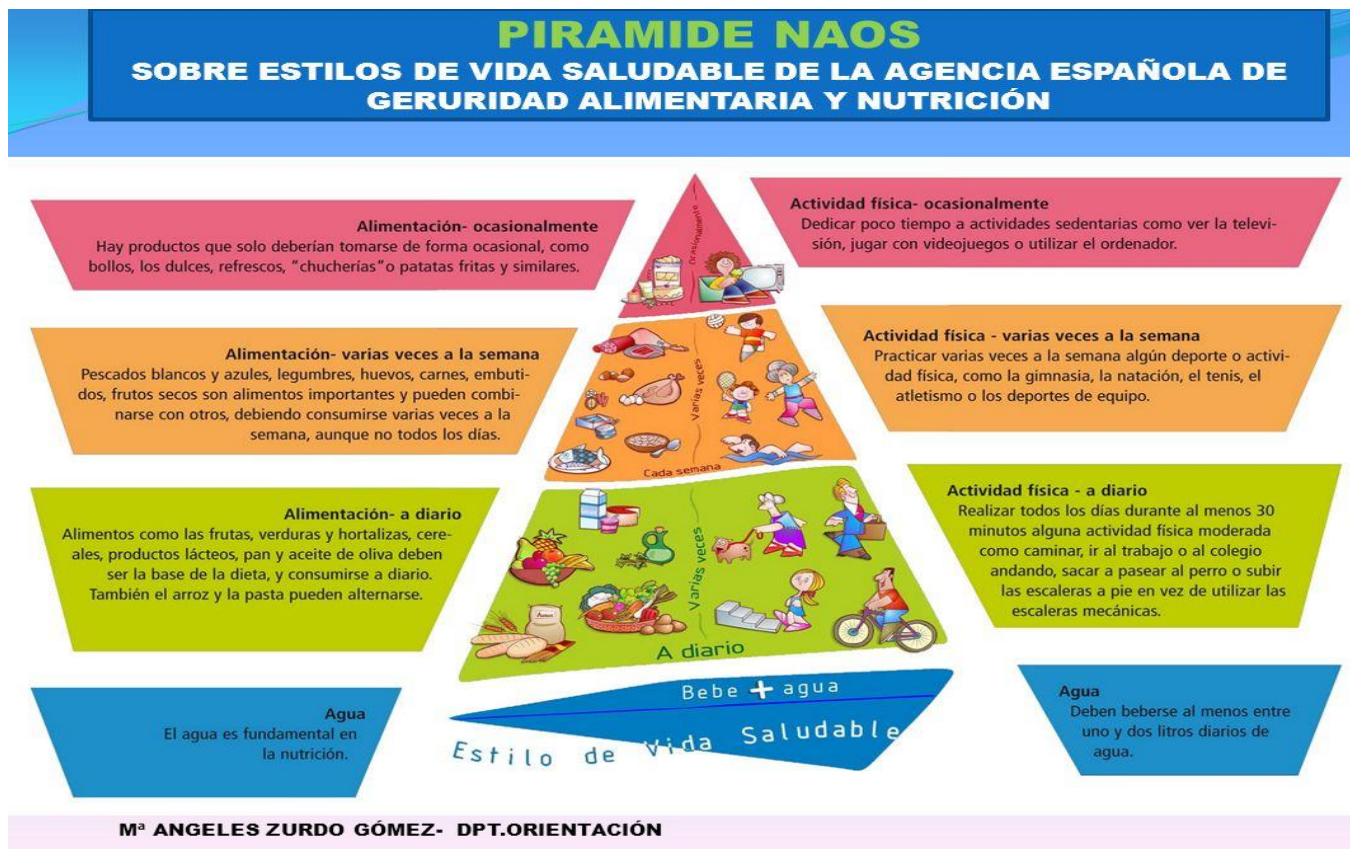 PIRAMIDE NAOS
SOBRE ESTILOS DE VIDA SALUDABLE DE LA AGENCIA ESPAÑOLA DE
GERURIDAD ALIMENTARIA Y NUTRICIÓN
Alimentación- ocasionalmente
Hay productos que solo deberían tomarse de forma ocasional, como
bollos, los dulces, refrescos, "chucherías" o patatas fritas y similares.
Ocasionalmente
Actividad física- ocasionalmente
Dedicar poco tiempo a actividades sedentarias como ver la televi-
sión, jugar con videojuegos o utilizar el ordenador.
Alimentación- varias veces a la semana
Pescados blancos y azules, legumbres, huevos, carnes, embuti-
dos, frutos secos son alimentos importantes y pueden combi-
narse con otros, debiendo consumirse varias veces a la
semana, aunque no todos los días.
Varias veces
Cada semana
Actividad física - varias veces a la semana
Practicar varias veces a la semana algún deporte o activi-
dad física, como la gimnasia, la natación, el tenis, el
atletismo o los deportes de equipo.
Alimentación- a diario
Alimentos como las frutas, verduras y hortalizas, cere-
ales, productos lácteos, pan y aceite de oliva deben
ser la base de la dieta, y consumirse a diario.
También el arroz y la pasta pueden alternarse.
Varias veces
A diario
Actividad física - a diario
Realizar todos los días durante al menos 30
minutos alguna actividad física moderada
como caminar, ir al trabajo o al colegio
andando, sacar a pasear al perro o subir
las escaleras a pie en vez de utilizar las
escaleras mecánicas.
Agua
El agua es fundamental en
la nutrición.
Bebe + agua
Estilo de Vida Saludable
Agua
Deben beberse al menos entre
uno y dos litros diarios de
agua.
Mª ANGELES ZURDO GÓMEZ- DPT.ORIENTACIÓN